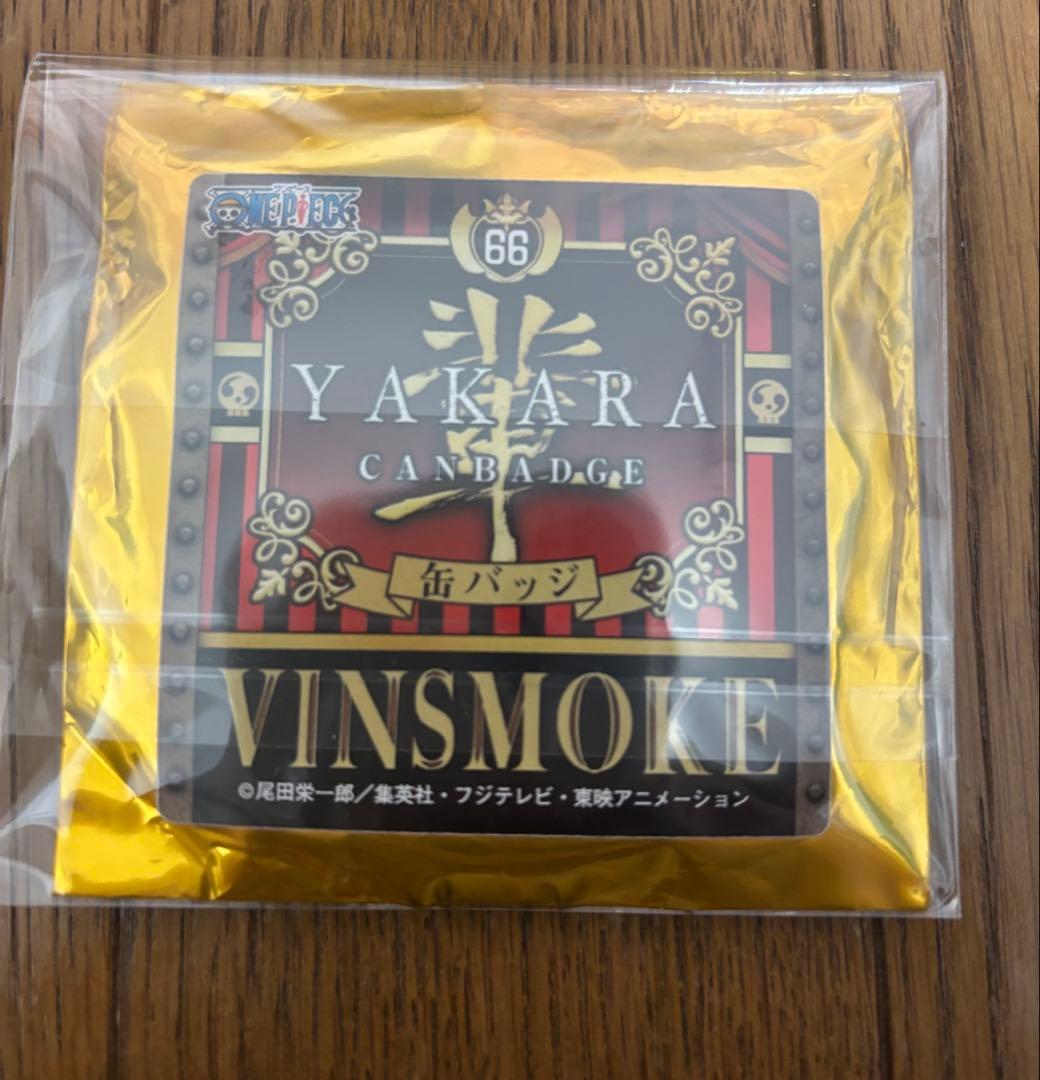 ONE PIECE
66
輩
YAKARA
CANBADGE
缶バッジ
VINSMOKE
©尾田栄一郎／集英社・フジテレビ・東映アニメーション